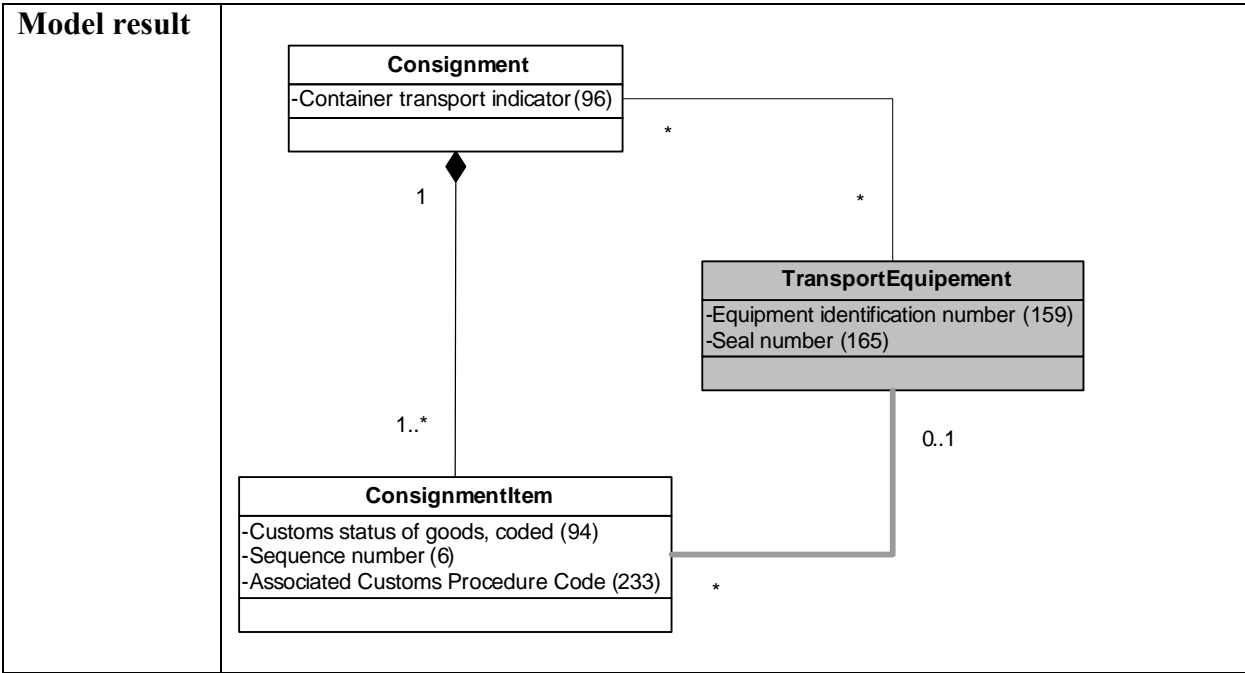 Model result
Consignment
-Container transport indicator (96)
*
1
*
TransportEquipement
-Equipment identification number (159)
-Seal number (165)
1..*
0..1
ConsignmentItem
-Customs status of goods, coded (94)
-Sequence number (6)
-Associated Customs Procedure Code (233)
*